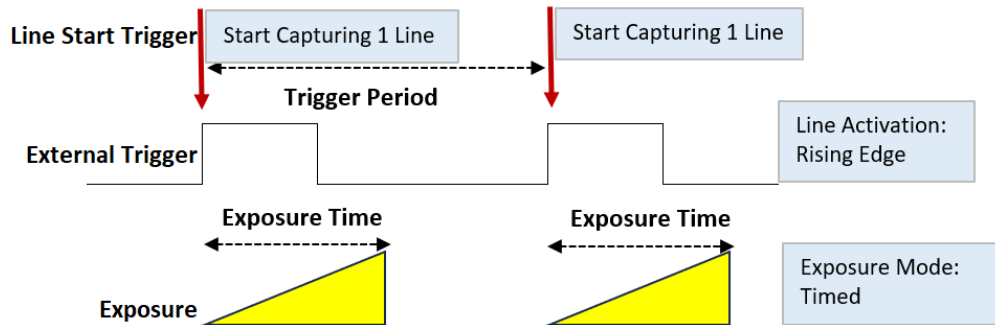 Line Start Trigger
Start Capturing 1 Line
Start Capturing 1 Line
Trigger Period
External Trigger
Line Activation:
Rising Edge
Exposure Time
Exposure Time
Exposure
Exposure Mode:
Timed